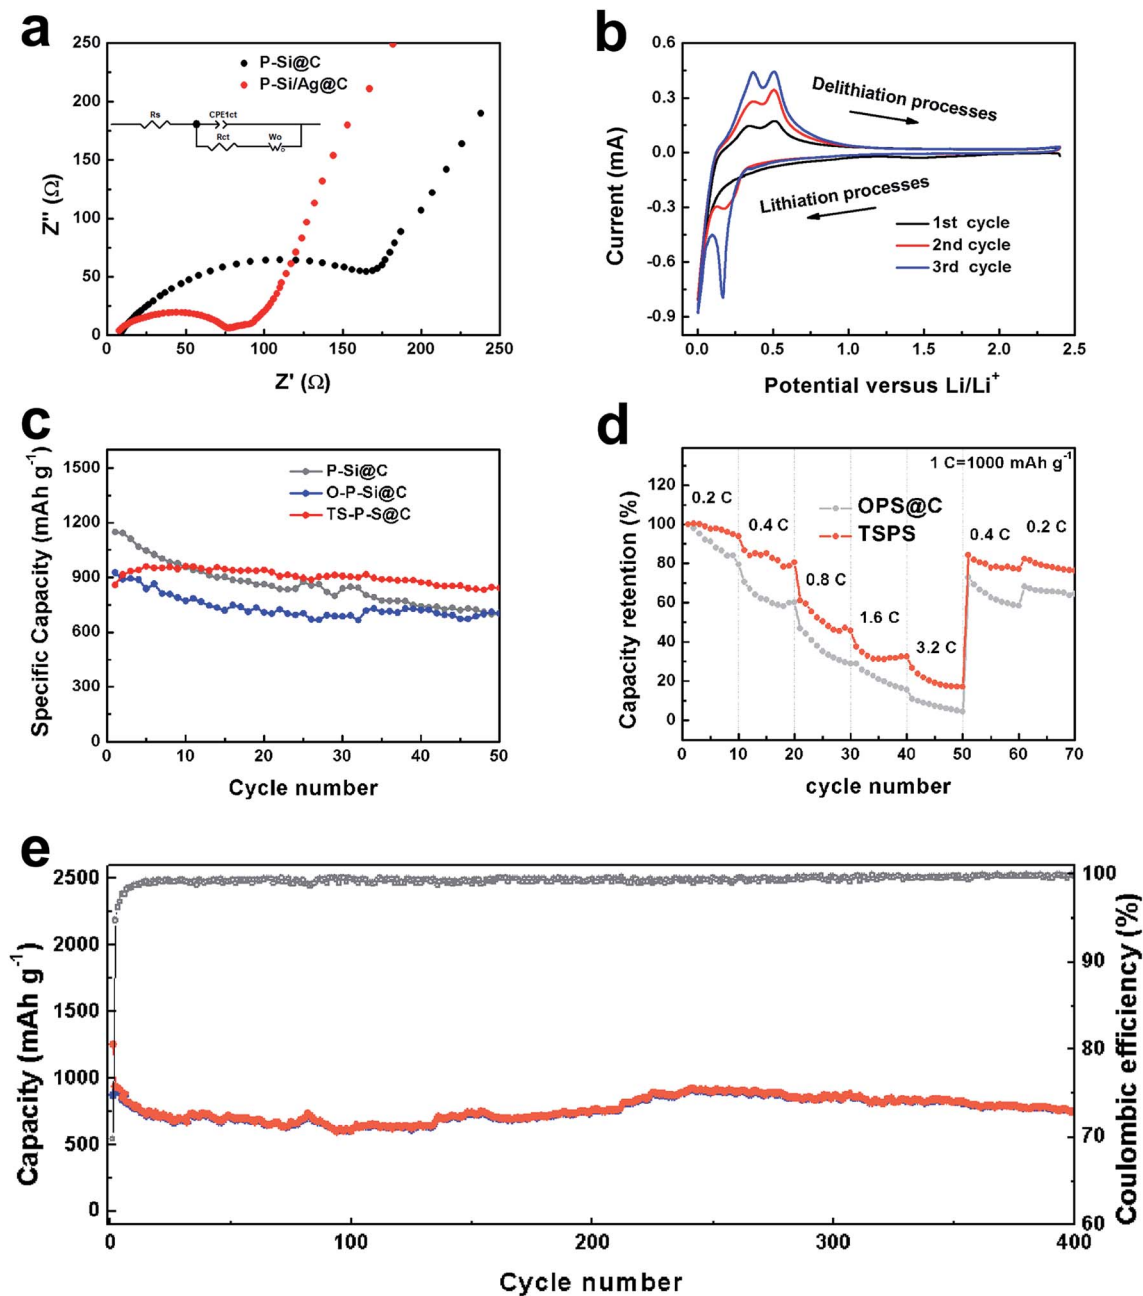 a
P-Si@C
P-Si/Ag@C
Rs
CPE1ct
Rct
Wo
Z'' (Ω)
250
200
150
100
50
0
0 50 100 150 200 250
Z' (Ω)
b
Delithiation processes
Lithiation processes
1st cycle
2nd cycle
3rd cycle
Current (mA)
0.6
0.3
0.0
-0.3
-0.6
-0.9
0.0 0.5 1.0 1.5 2.0 2.5
Potential versus Li/Li⁺
c
P-Si@C
O-P-Si@C
TS-P-S@C
Specific Capacity (mAh g⁻¹)
1500
1200
900
600
300
0
0 10 20 30 40 50
Cycle number
d
1 C=1000 mAh g⁻¹
OPS@C
TSPS
0.2 C
0.4 C
0.8 C
1.6 C
3.2 C
0.4 C
0.2 C
Capacity retention (%)
120
100
80
60
40
20
0
0 10 20 30 40 50 60 70
cycle number
e
Capacity (mAh g⁻¹)
2500
2000
1500
1000
500
0
Coulombic efficiency (%)
100
90
80
70
60
0 100 200 300 400
Cycle number